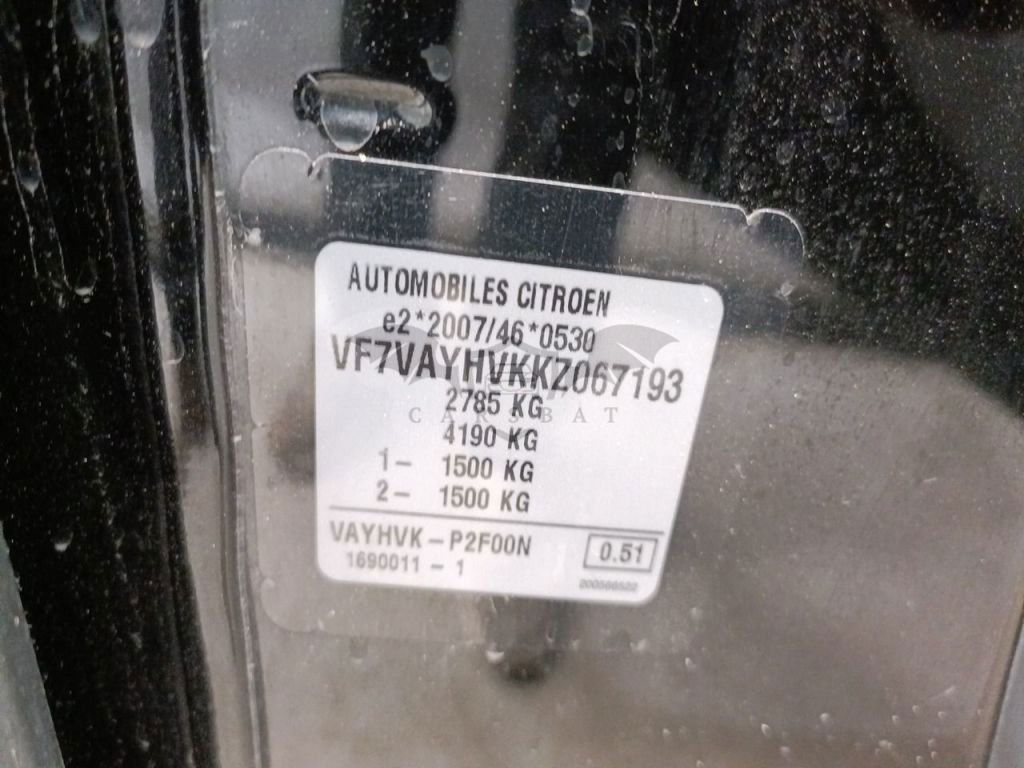 AUTOMOBILES CITROEN
e2*2007/46*0530
VF7VAYHVKKZ067193
2785 KG
CARSBAT
4190 KG
1- 1500 KG
2- 1500 KG
VAYHVK-P2F00N
0.51
1690011-1